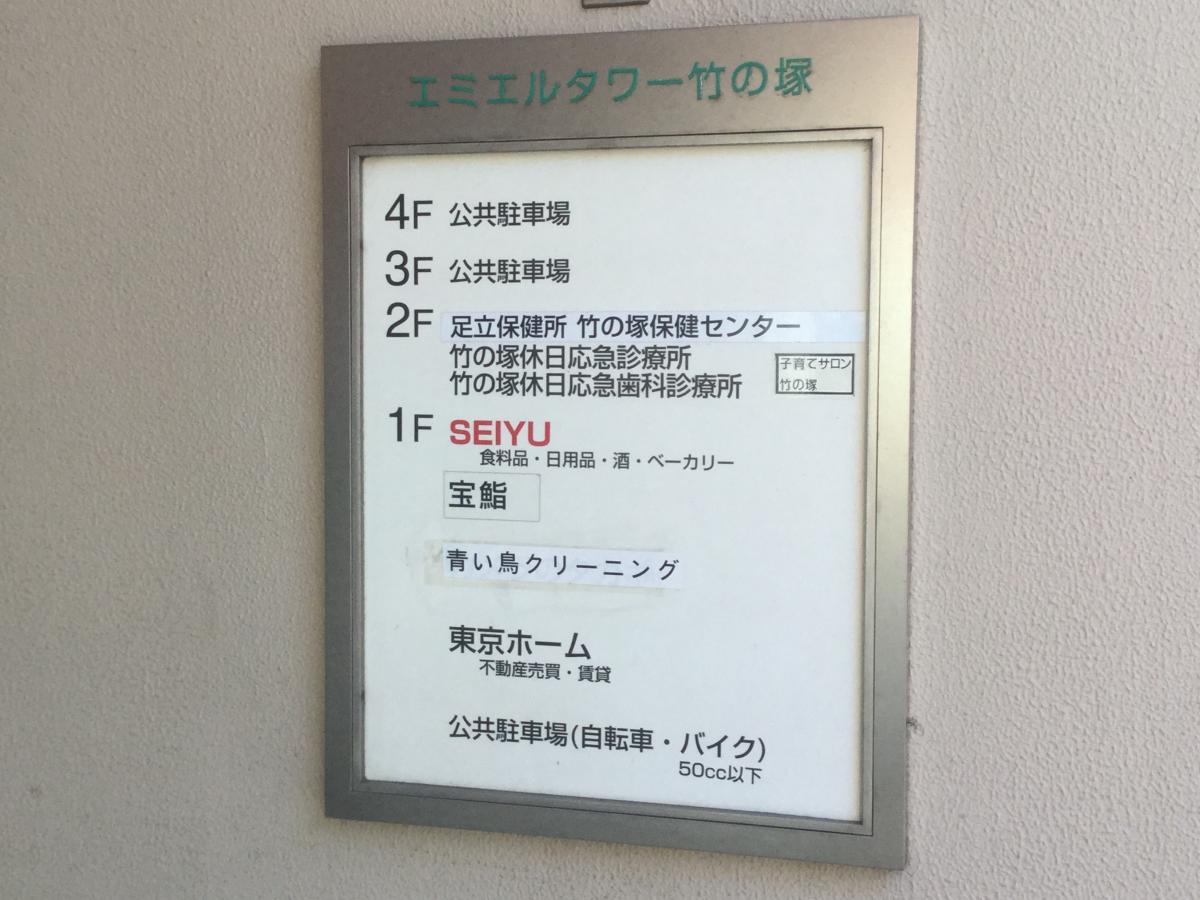 エミエルタワー竹の塚
4F 公共駐車場
3F 公共駐車場
2F 足立保健所 竹の塚保健センター
竹の塚休日応急診療所
竹の塚休日応急歯科診療所
子育てサロン
竹の塚
1F SEIYU
食料品・日用品・酒・ベーカリー
宝鮨
青い鳥クリーニング
東京ホーム
不動産売買・賃貸
公共駐車場(自転車・バイク)
50cc以下